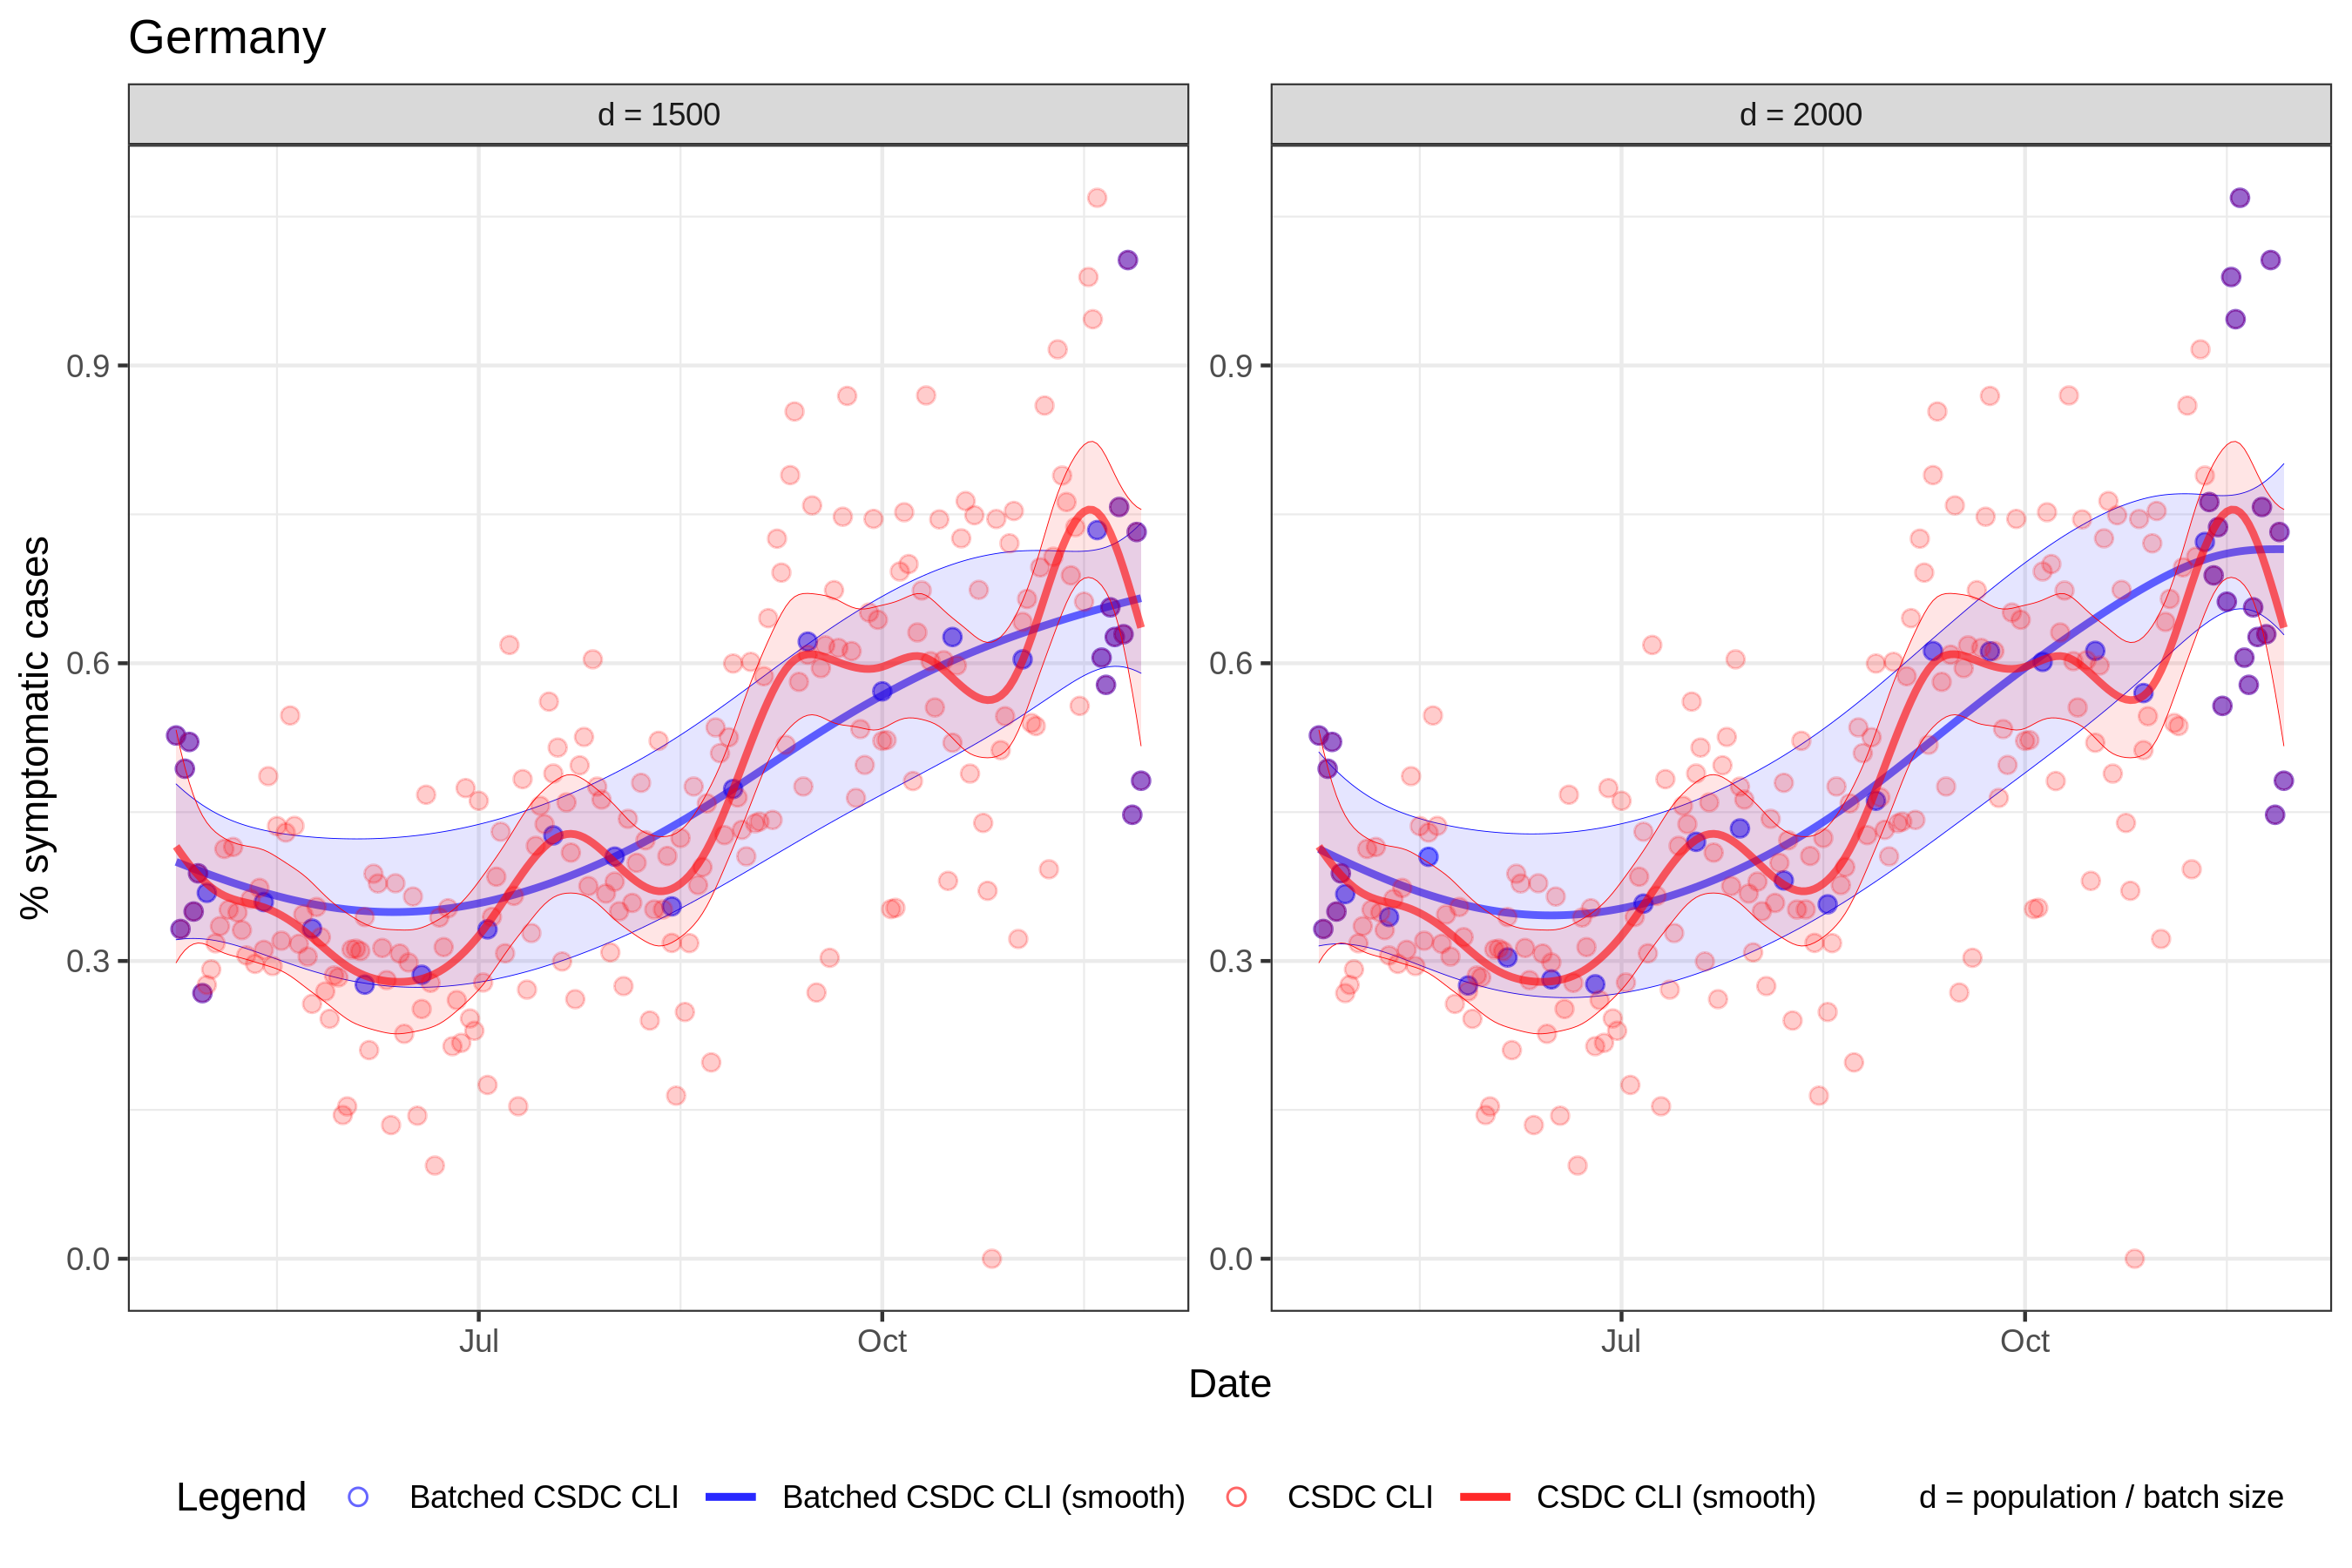 Germany
d = 1500
d = 2000
% symptomatic cases
0.9
0.6
0.3
0.0
0.9
0.6
0.3
0.0
Jul
Oct
Jul
Oct
Date
Legend
Batched CSDC CLI
Batched CSDC CLI (smooth)
CSDC CLI
CSDC CLI (smooth)
d = population / batch size